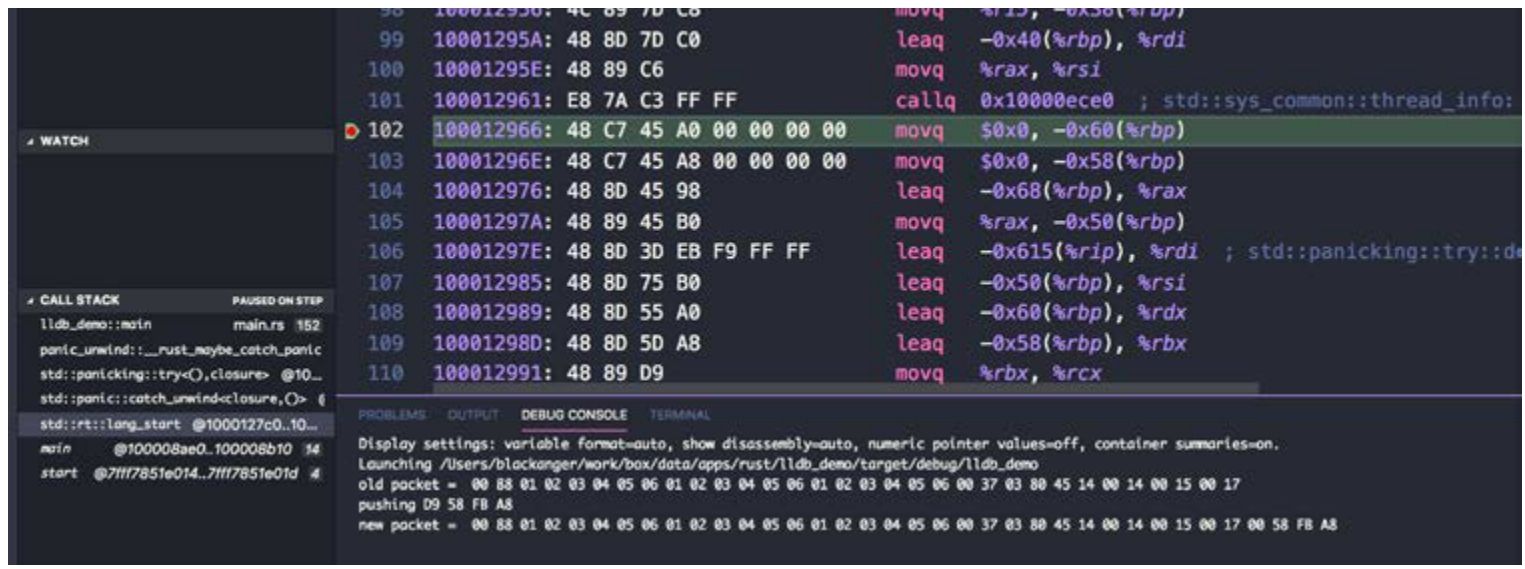 98 100012956: 4C 89 7D C8 movq %r15, -0x38(%rbp)
99 10001295A: 48 8D 7D C0 leaq -0x40(%rbp), %rdi
100 10001295E: 48 89 C6 movq %rax, %rsi
101 100012961: E8 7A C3 FF FF callq 0x10000ece0 ; std::sys_common::thread_info:
102 100012966: 48 C7 45 A0 00 00 00 00 movq $0x0, -0x60(%rbp)
103 10001296E: 48 C7 45 A8 00 00 00 00 movq $0x0, -0x58(%rbp)
104 100012976: 48 8D 45 98 leaq -0x68(%rbp), %rax
105 10001297A: 48 89 45 B0 movq %rax, -0x50(%rbp)
106 10001297E: 48 8D 3D EB F9 FF FF leaq -0x615(%rip), %rdi ; std::panicking::try::de
107 100012985: 48 8D 75 B0 leaq -0x50(%rbp), %rsi
108 100012989: 48 8D 55 A0 leaq -0x60(%rbp), %rdx
109 10001298D: 48 8D 5D A8 leaq -0x58(%rbp), %rbx
110 100012991: 48 89 D9 movq %rbx, %rcx
WATCH
CALL STACK PAUSED ON STEP
lldb_demo::main main.rs 152
panic_unwind::__rust_maybe_catch_panic
std::panicking::try<(),closure> @10...
std::panic::catch_unwind<closure,()> (
std::rt::lang_start @1000127c0..10...
main @100008ae0..100008b10 14
start @7fff7851e014..7fff7851e01d 4
PROBLEMS OUTPUT DEBUG CONSOLE TERMINAL
Display settings: variable format=auto, show disassembly=auto, numeric pointer values=off, container summaries=on.
Launching /Users/blackanger/work/box/data/apps/rust/lldb_demo/target/debug/lldb_demo
old packet = 00 88 01 02 03 04 05 06 01 02 03 04 05 06 01 02 03 04 05 06 00 37 03 80 45 14 00 14 00 15 00 17
pushing D9 58 FB A8
new packet = 00 88 01 02 03 04 05 06 01 02 03 04 05 06 01 02 03 04 05 06 00 37 03 80 45 14 00 14 00 15 00 17 00 58 FB A8